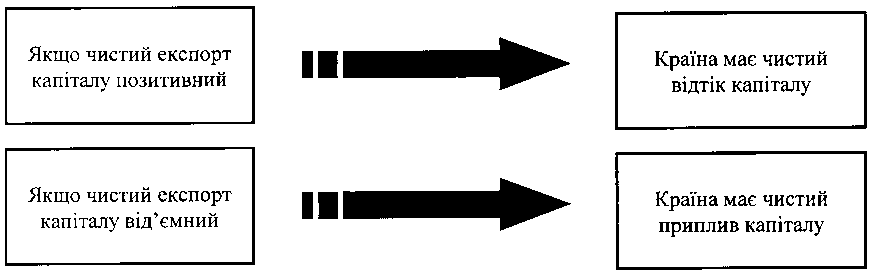 Якщо чистий експорт
капіталу позитивний
Країна має чистий
відтік капіталу
Якщо чистий експорт
капіталу від’ємний
Країна має чистий
приплив капіталу